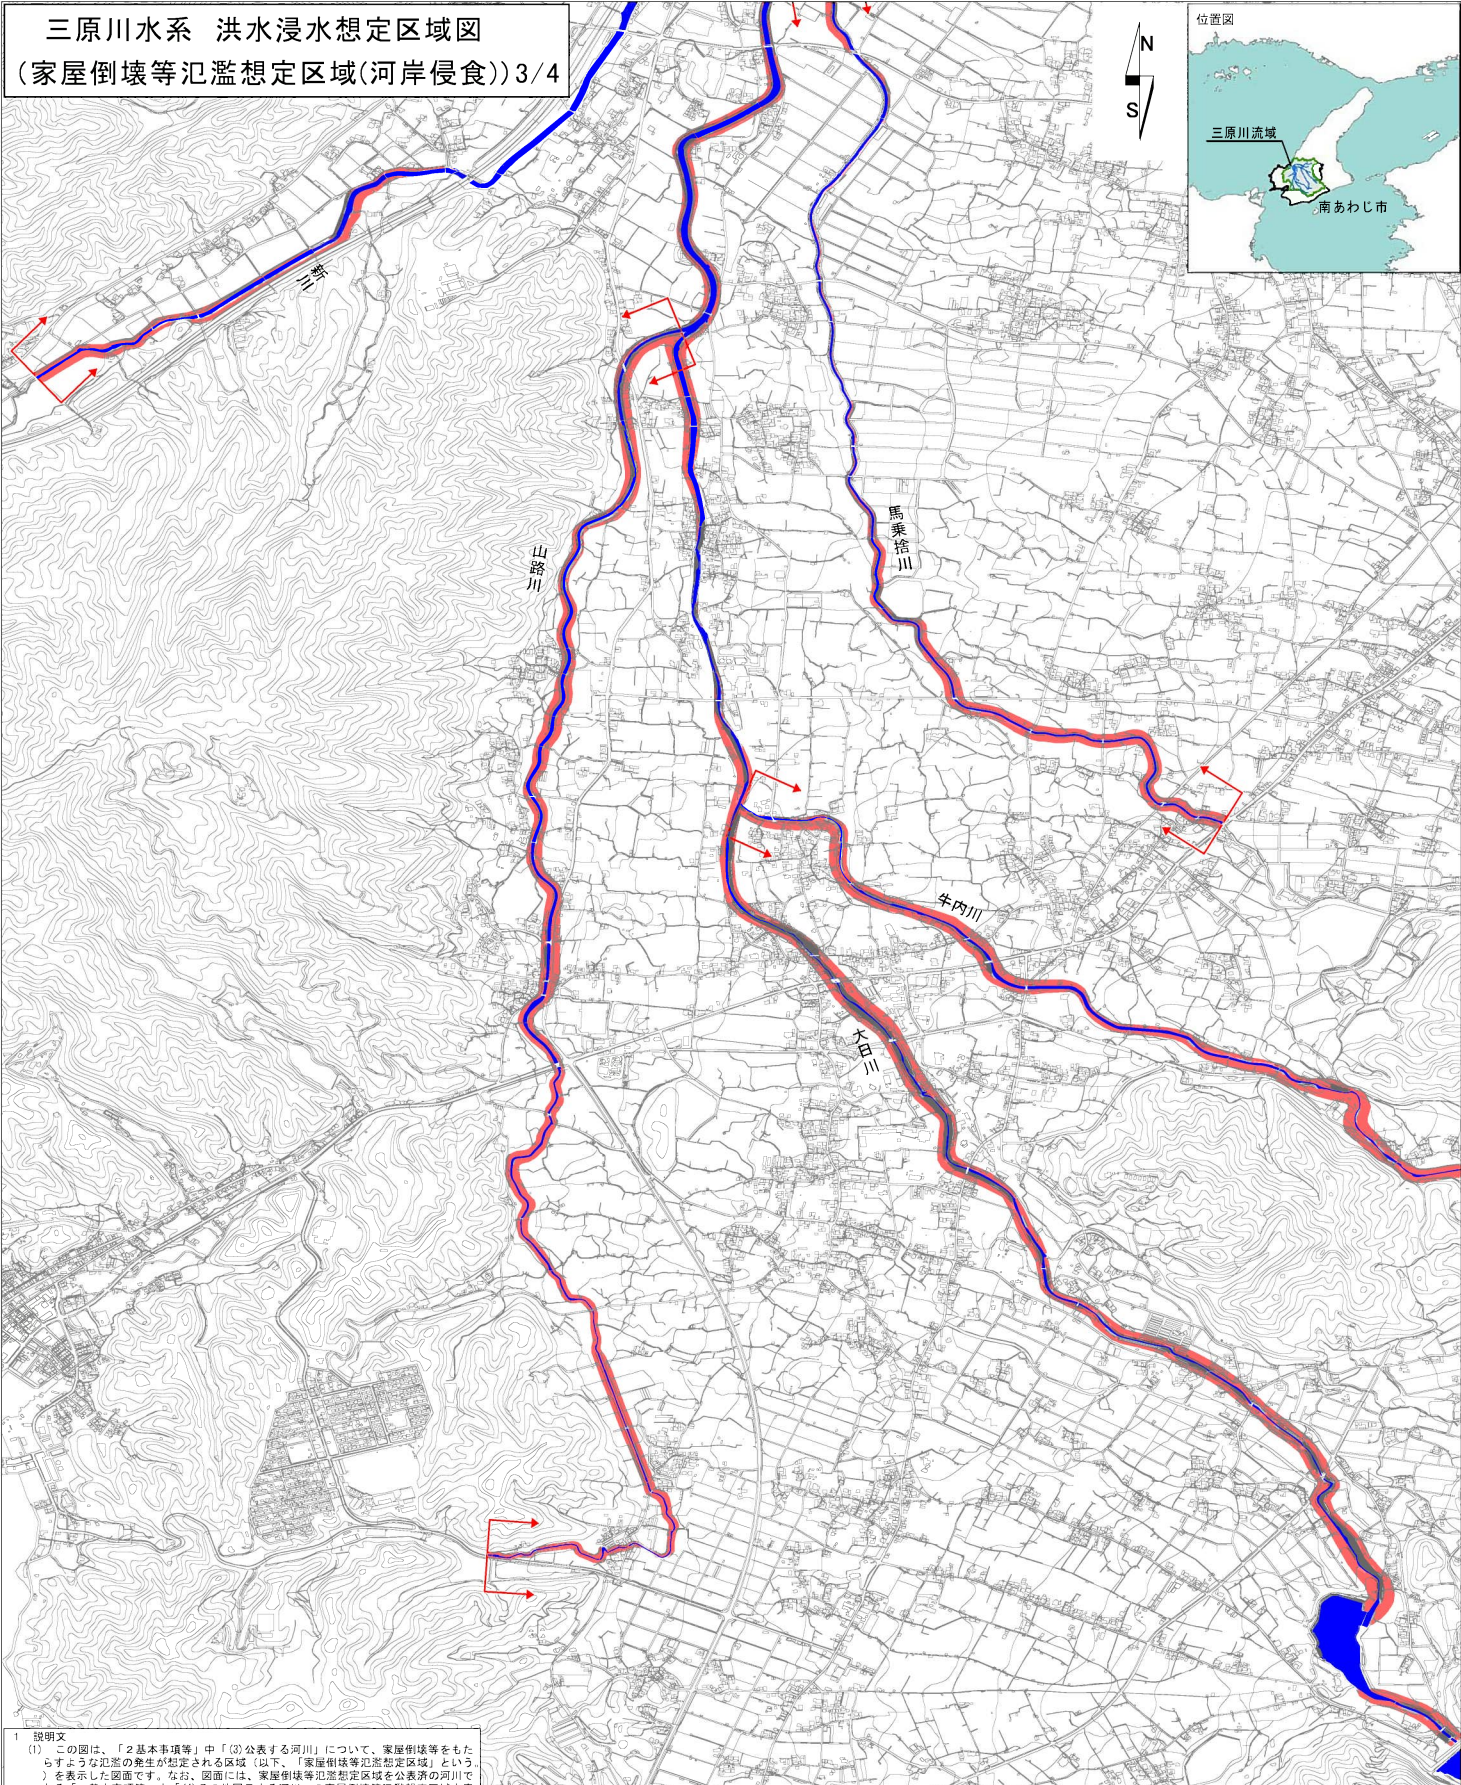 三原川水系 洪水浸水想定区域図
(家屋倒壊等氾濫想定区域(河岸侵食))3/4
N
S
位置図
三原川流域
南あわじ市
新川
山路川
馬乗捨川
牛内川
大日川
1 説明文
(1) この図は、「2基本事項等」中「(3)公表する河川」について、家屋倒壊等をもた
らすような氾濫の発生が想定される区域（以下、「家屋倒壊等氾濫想定区域」という。
）を表示した図面です。なお、図面には、家屋倒壊等氾濫想定区域を公表済の河川で